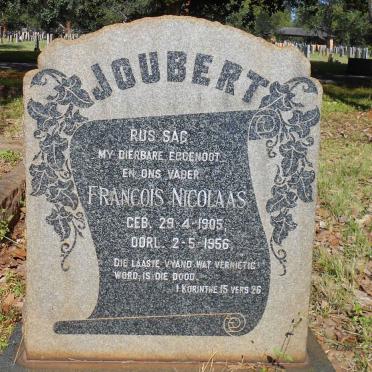 JOUBERT
RUS SAG
MY DIERBARE EGGENOOT
EN ONS VADER
FRANCOIS NICOLAAS
GEB. 29-4-1905.
OORL. 2-5-1956.
DIE LAASTE VYAND WAT VERNIETIG
WORD, IS DIE DOOD.
I KORINTHE 15 VERS 26